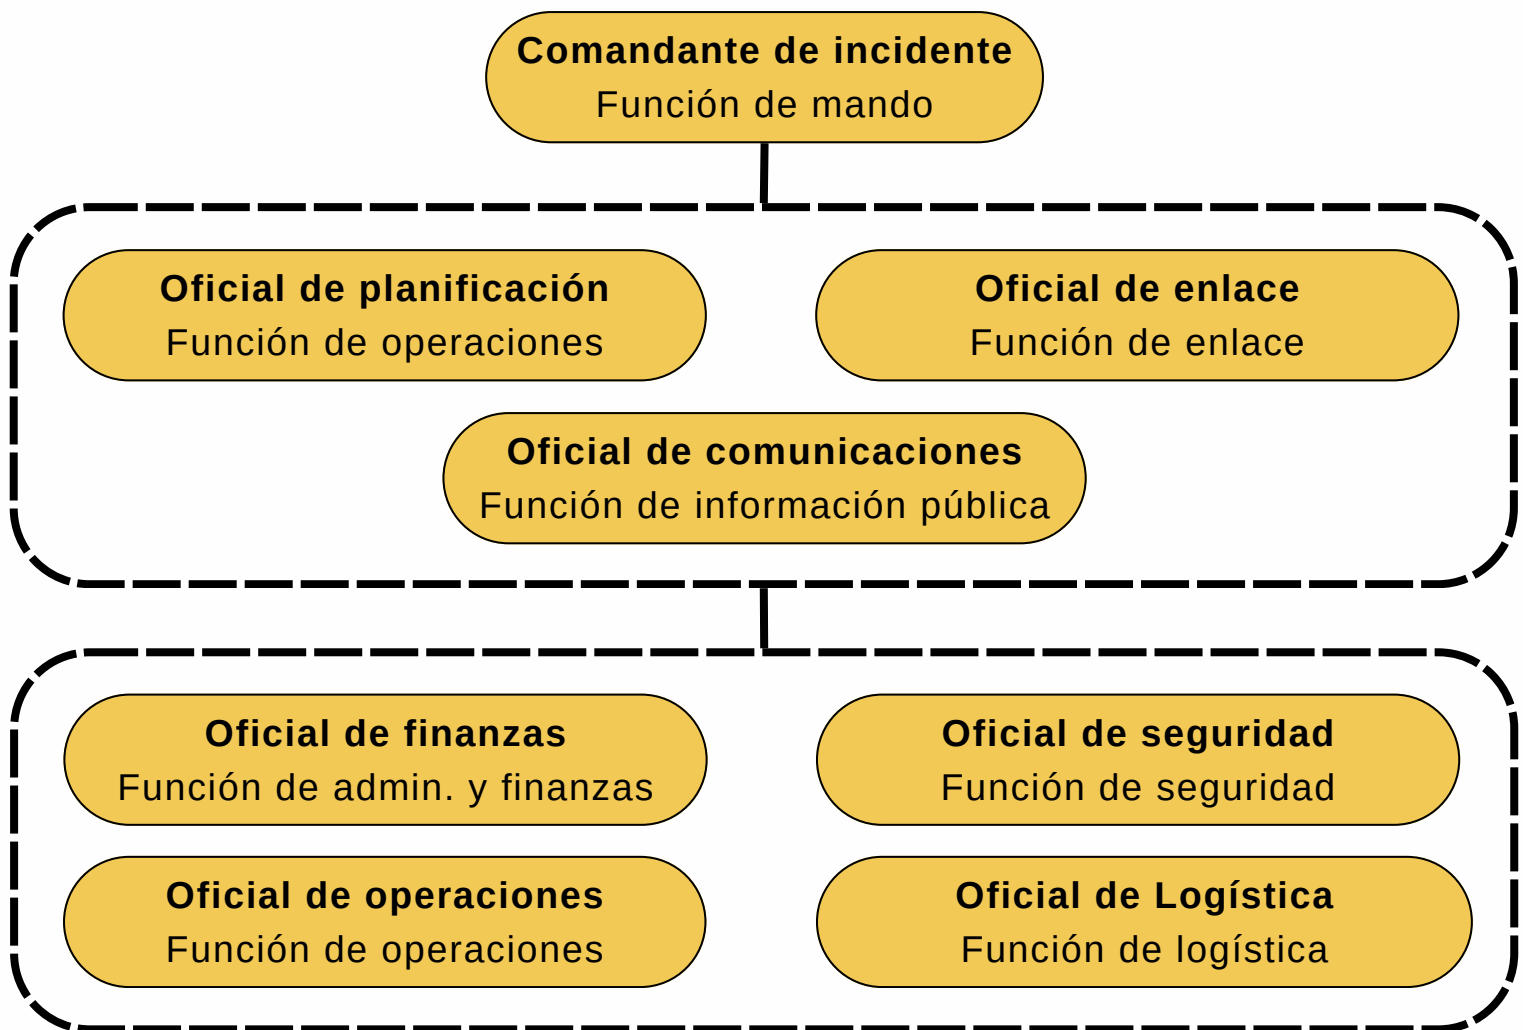 Comandante de incidente
Función de mando
Oficial de planificación
Función de operaciones
Oficial de enlace
Función de enlace
Oficial de comunicaciones
Función de información pública
Oficial de finanzas
Función de admin. y finanzas
Oficial de seguridad
Función de seguridad
Oficial de operaciones
Función de operaciones
Oficial de Logística
Función de logística